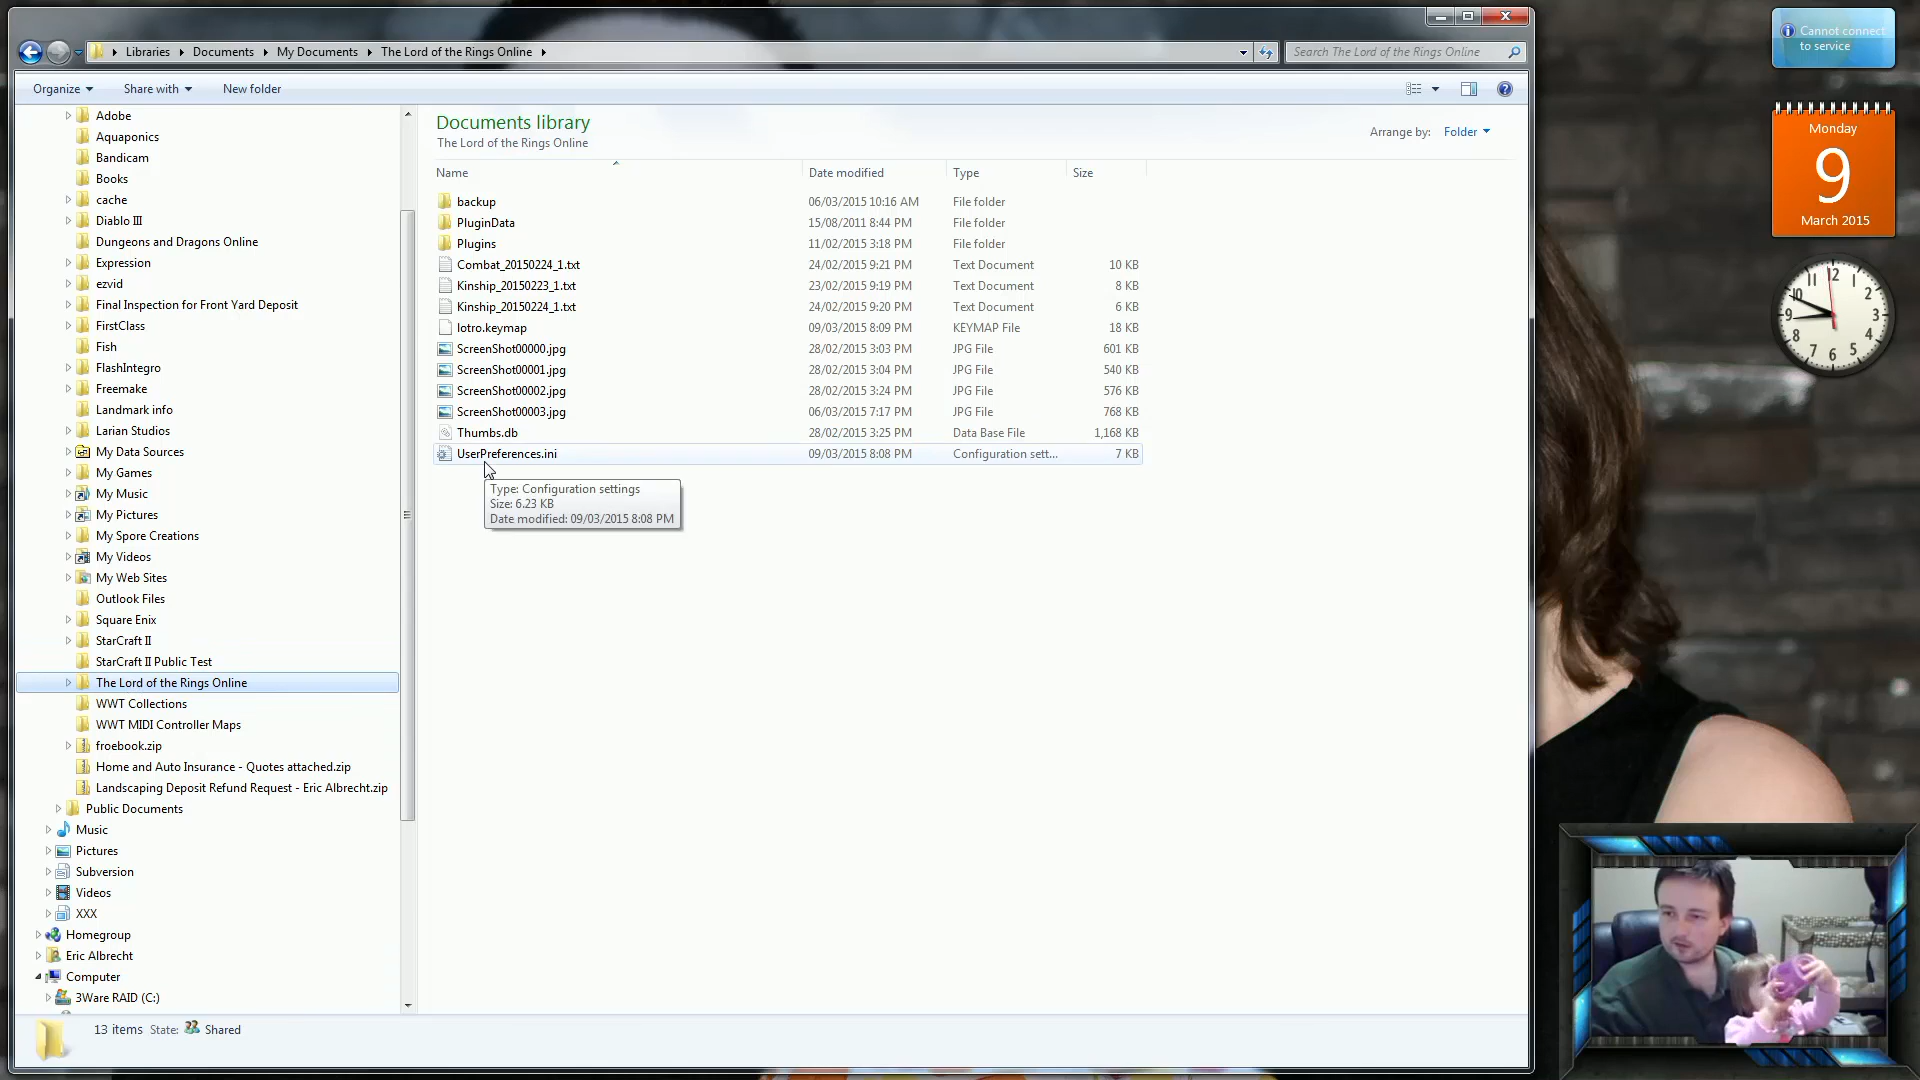 Libraries
Documents
My Documents
The Lord of the Rings Online
Search The Lord of the Rings Online
Organize
Share with
New folder
Adobe
Aquaponics
Bandicam
Books
cache
Diablo III
Dungeons and Dragons Online
Expression
ezvid
Final Inspection for Front Yard Deposit
FirstClass
Fish
FlashIntegro
Freemake
Landmark info
Larian Studios
My Data Sources
My Games
My Music
My Pictures
My Spore Creations
My Videos
My Web Sites
Outlook Files
Square Enix
StarCraft II
StarCraft II Public Test
The Lord of the Rings Online
WWT Collections
WWT MIDI Controller Maps
froebook.zip
Home and Auto Insurance - Quotes attached.zip
Landscaping Deposit Refund Request - Eric Albrecht.zip
Public Documents
Music
Pictures
Subversion
Videos
XXX
Homegroup
Eric Albrecht
Computer
3Ware RAID (C:)
Documents library
The Lord of the Rings Online
Arrange by: Folder
Name Date modified Type Size
backup 06/03/2015 10:16 AM File folder
PluginData 15/08/2011 8:44 PM File folder
Plugins 11/02/2015 3:18 PM File folder
Combat_20150224_1.txt 24/02/2015 9:21 PM Text Document 10 KB
Kinship_20150223_1.txt 23/02/2015 9:19 PM Text Document 8 KB
Kinship_20150224_1.txt 24/02/2015 9:20 PM Text Document 6 KB
lotro.keymap 09/03/2015 8:09 PM KEYMAP File 18 KB
ScreenShot00000.jpg 28/02/2015 3:03 PM JPG File 601 KB
ScreenShot00001.jpg 28/02/2015 3:04 PM JPG File 540 KB
ScreenShot00002.jpg 28/02/2015 3:24 PM JPG File 576 KB
ScreenShot00003.jpg 06/03/2015 7:17 PM JPG File 768 KB
Thumbs.db 28/02/2015 3:25 PM Data Base File 1,168 KB
UserPreferences.ini 09/03/2015 8:08 PM Configuration sett... 7 KB
Type: Configuration settings
Size: 6.23 KB
Date modified: 09/03/2015 8:08 PM
13 items State: Shared
Cannot connect
to service
Monday
9
March 2015
12
1
2
3
4
5
6
7
8
9
10
11